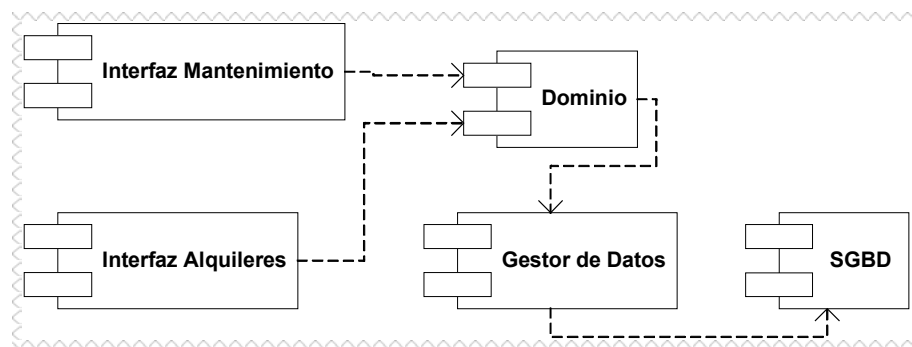 Interfaz Mantenimiento
Dominio
Interfaz Alquileres
Gestor de Datos
SGBD